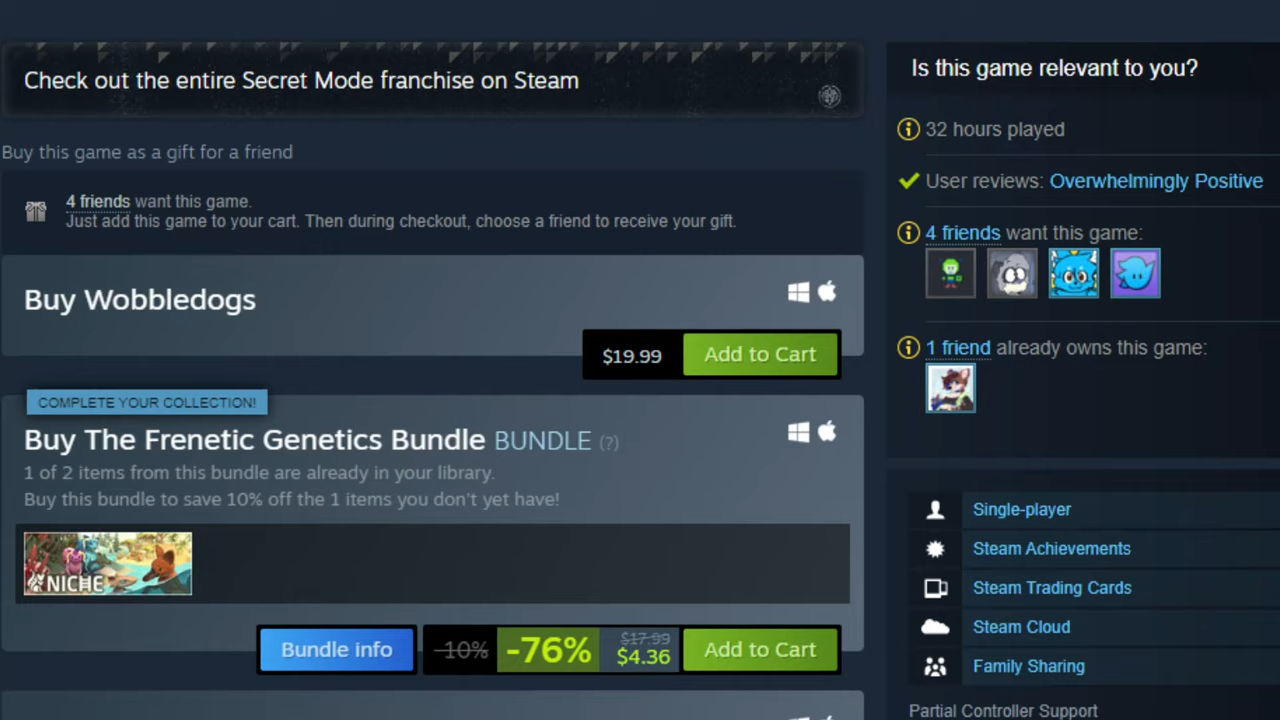 Check out the entire Secret Mode franchise on Steam
Buy this game as a gift for a friend
4 friends want this game.
Just add this game to your cart. Then during checkout, choose a friend to receive your gift.
Buy Wobbledogs
$19.99
Add to Cart
COMPLETE YOUR COLLECTION!
Buy The Frenetic Genetics Bundle BUNDLE (?)
1 of 2 items from this bundle are already in your library.
Buy this bundle to save 10% off the 1 items you don't yet have!
NICHE
Bundle info
-10%
-76%
$17.99
$4.36
Add to Cart
Is this game relevant to you?
32 hours played
User reviews: Overwhelmingly Positive
4 friends want this game:
1 friend already owns this game:
Single-player
Steam Achievements
Steam Trading Cards
Steam Cloud
Family Sharing
Partial Controller Support